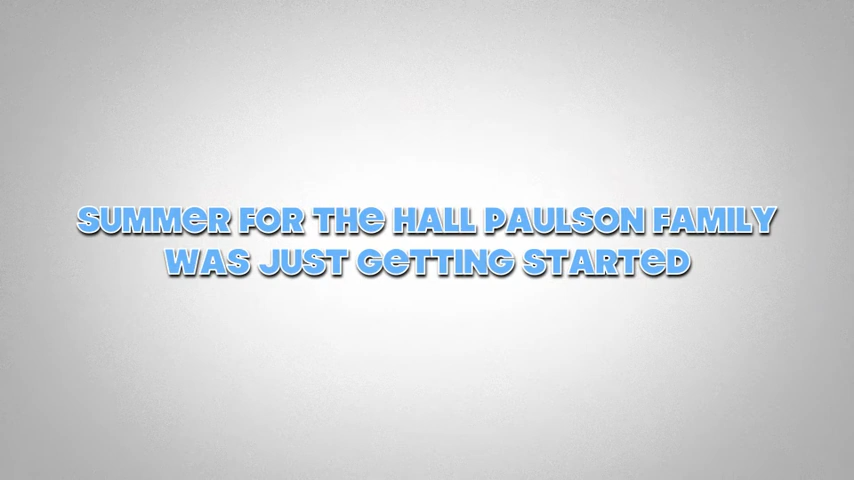 SUMMER FOR THE HALL PAULSON FAMILY
WAS JUST GETTING STARTED